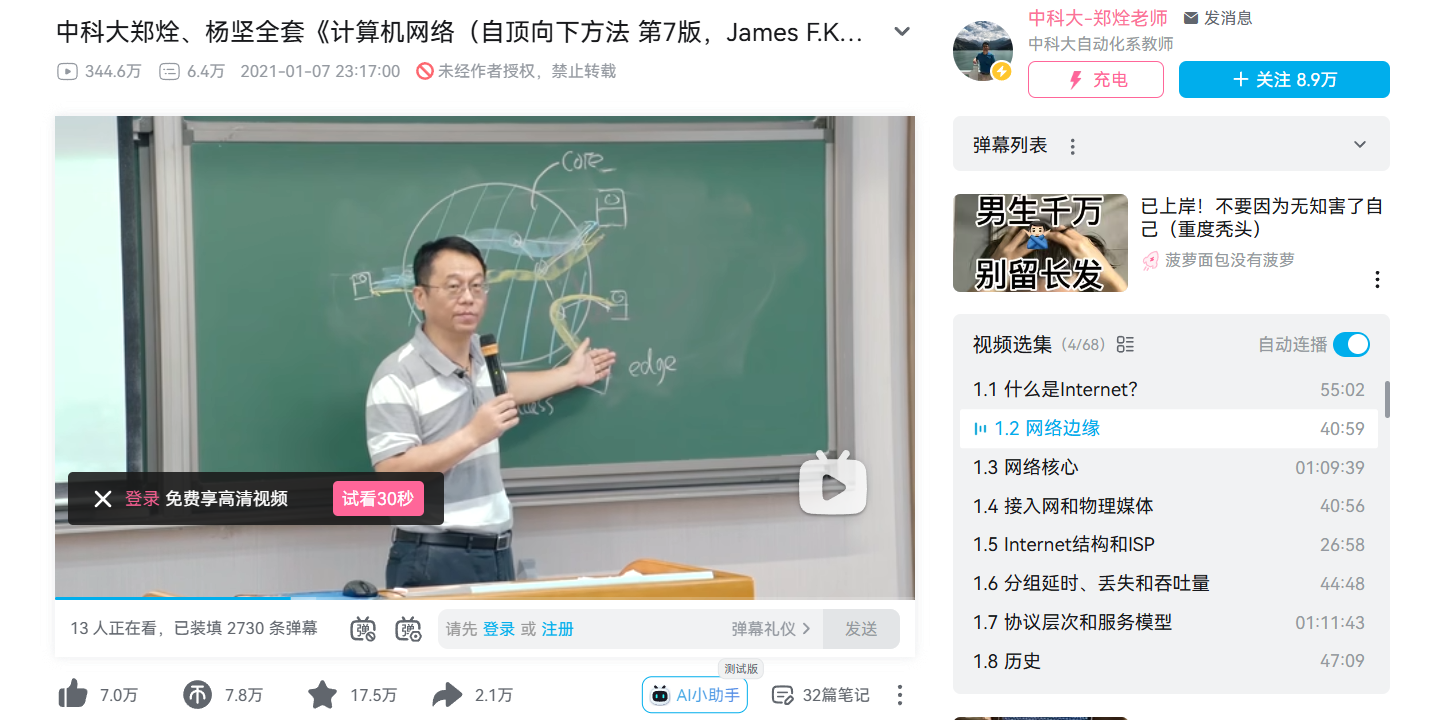 中科大郑烇、杨坚全套《计算机网络（自顶向下方法 第7版，James F.K…
344.6万 6.4万 2021-01-07 23:17:00 未经作者授权，禁止转载
中科大-郑烇老师 发消息
中科大自动化系教师
充电 + 关注 8.9万
core
edge
登录 免费享高清视频 试看30秒
13 人正在看，已装填 2730 条弹幕 弹 弹 请先 登录 或 注册 弹幕礼仪 发送
测试版
7.0万 7.8万 17.5万 2.1万 AI小助手 32篇笔记
弹幕列表
男生千万
别留长发
已上岸！不要因为无知害了自
己（重度秃头）
菠萝面包没有菠萝
视频选集 (4/68) 自动连播
1.1 什么是Internet? 55:02
1.2 网络边缘 40:59
1.3 网络核心 01:09:39
1.4 接入网和物理媒体 40:56
1.5 Internet结构和ISP 26:58
1.6 分组延时、丢失和吞吐量 44:48
1.7 协议层次和服务模型 01:11:43
1.8 历史 47:09